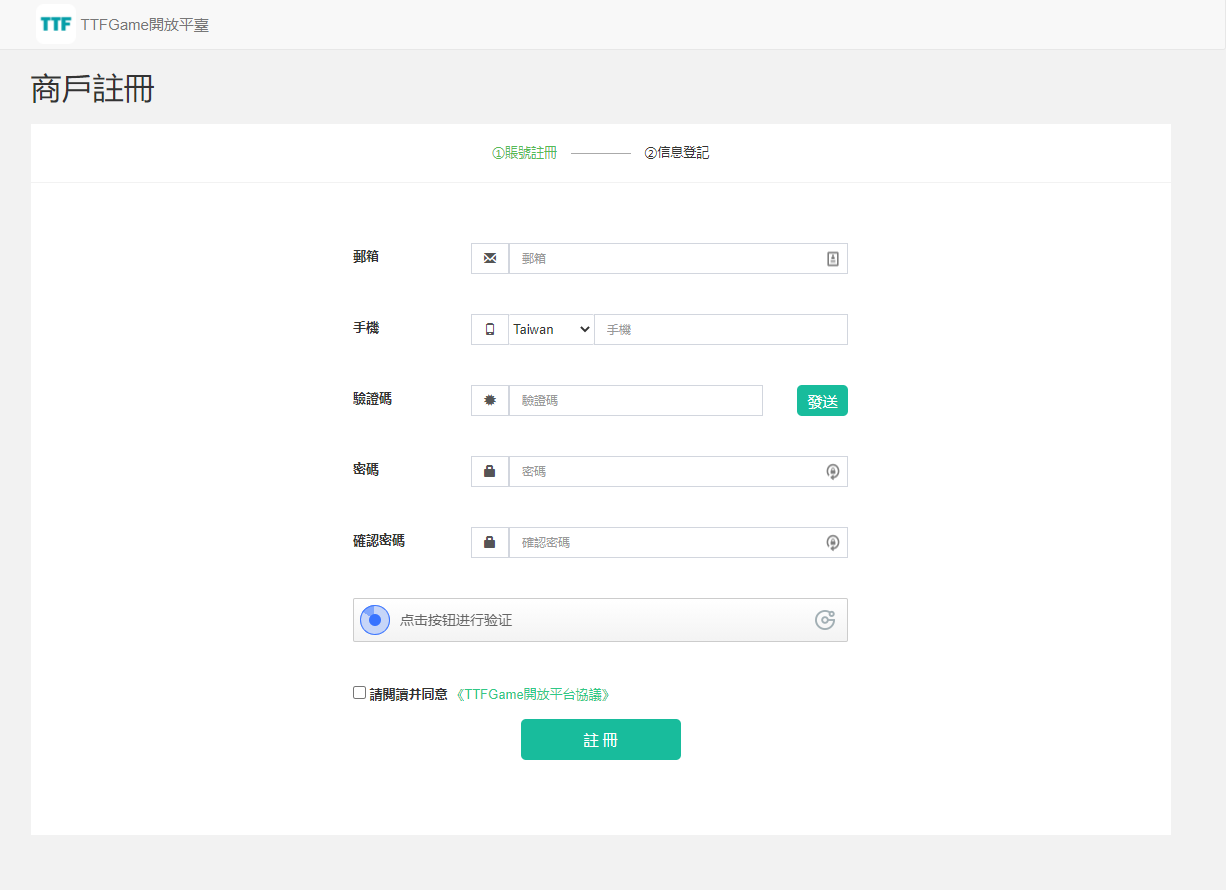 TTF TTFGame開放平臺
商戶註冊
①賬號註冊 ②信息登記
郵箱 郵箱
手機 Taiwan 手機
驗證碼 驗證碼 發送
密碼 密碼
確認密碼 確認密碼
点击按钮进行验证
請閱讀并同意 《TTFGame開放平台協議》
註 冊